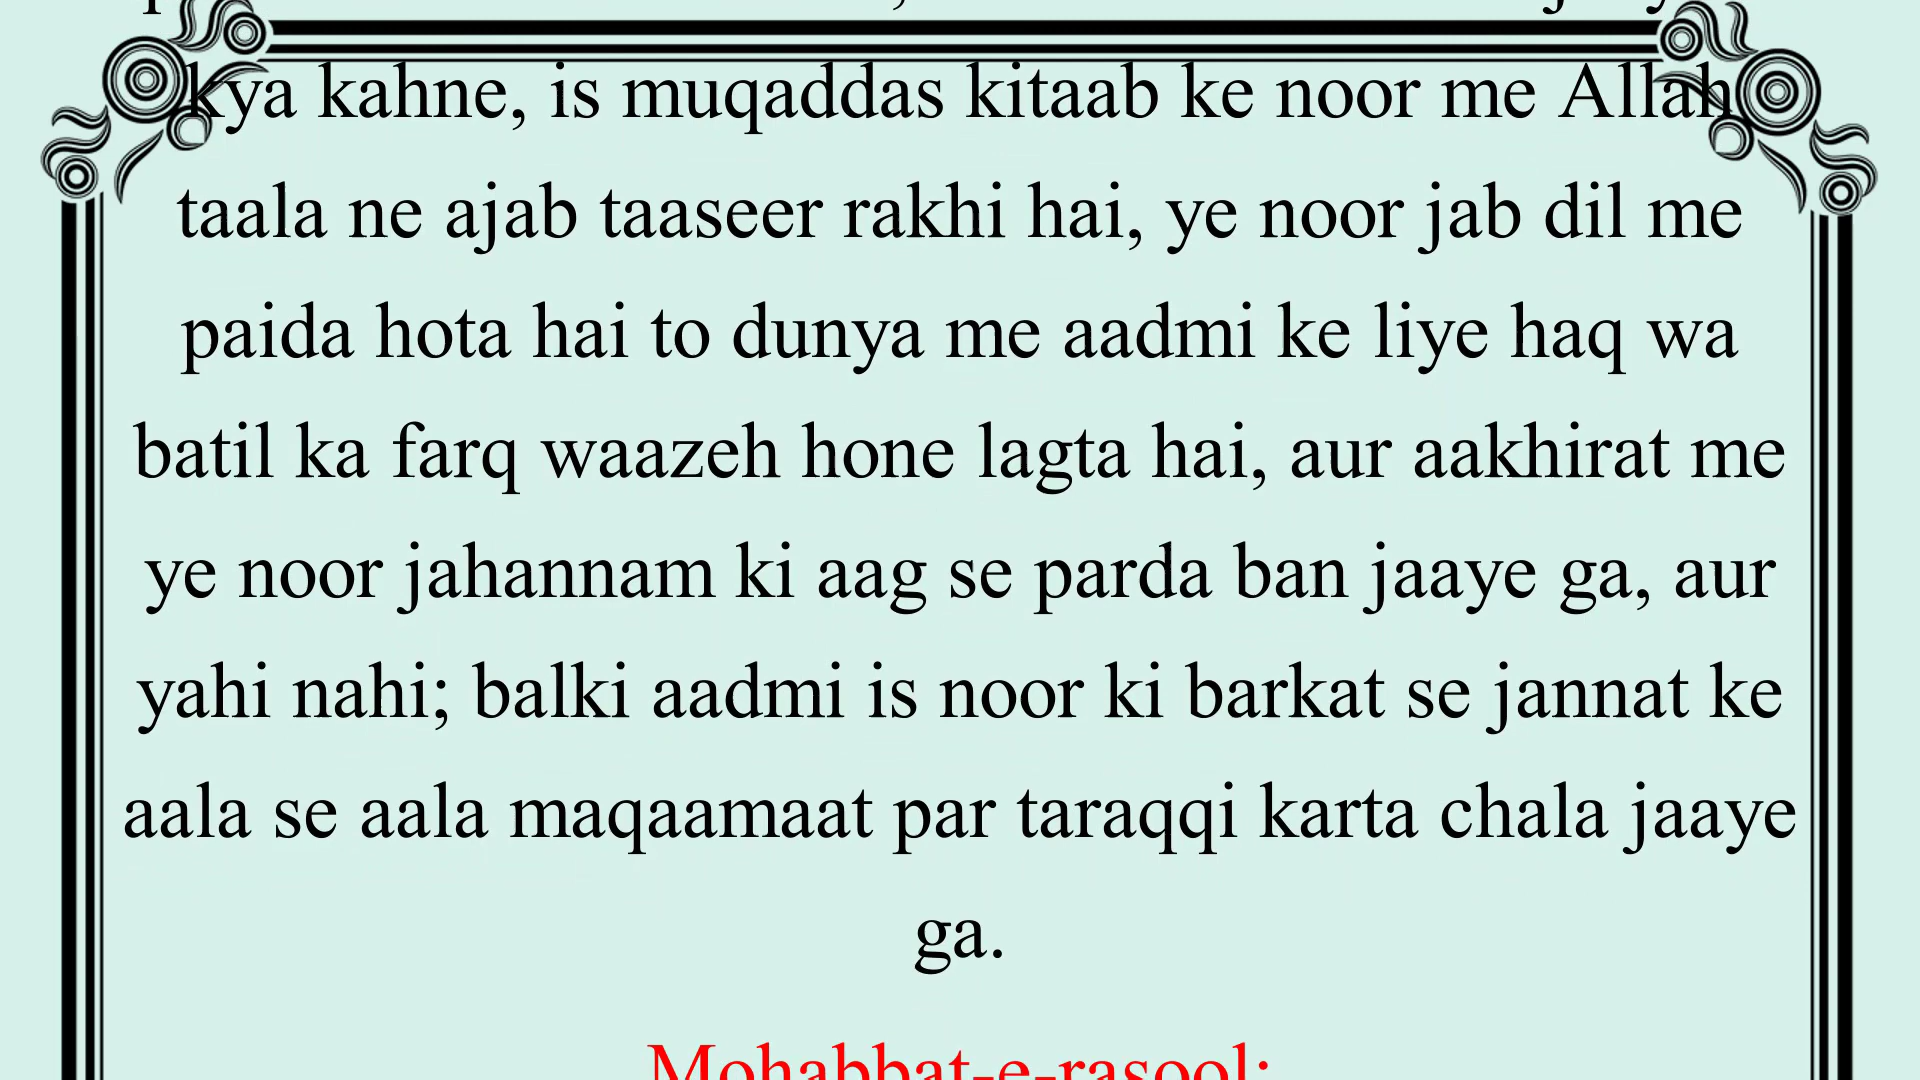 kya kahne, is muqaddas kitaab ke noor me Allah
taala ne ajab taaseer rakhi hai, ye noor jab dil me
paida hota hai to dunya me aadmi ke liye haq wa
batil ka farq waazeh hone lagta hai, aur aakhirat me
ye noor jahannam ki aag se parda ban jaaye ga, aur
yahi nahi; balki aadmi is noor ki barkat se jannat ke
aala se aala maqaamaat par taraqqi karta chala jaaye
ga.
Mohabbat-e-rasool: